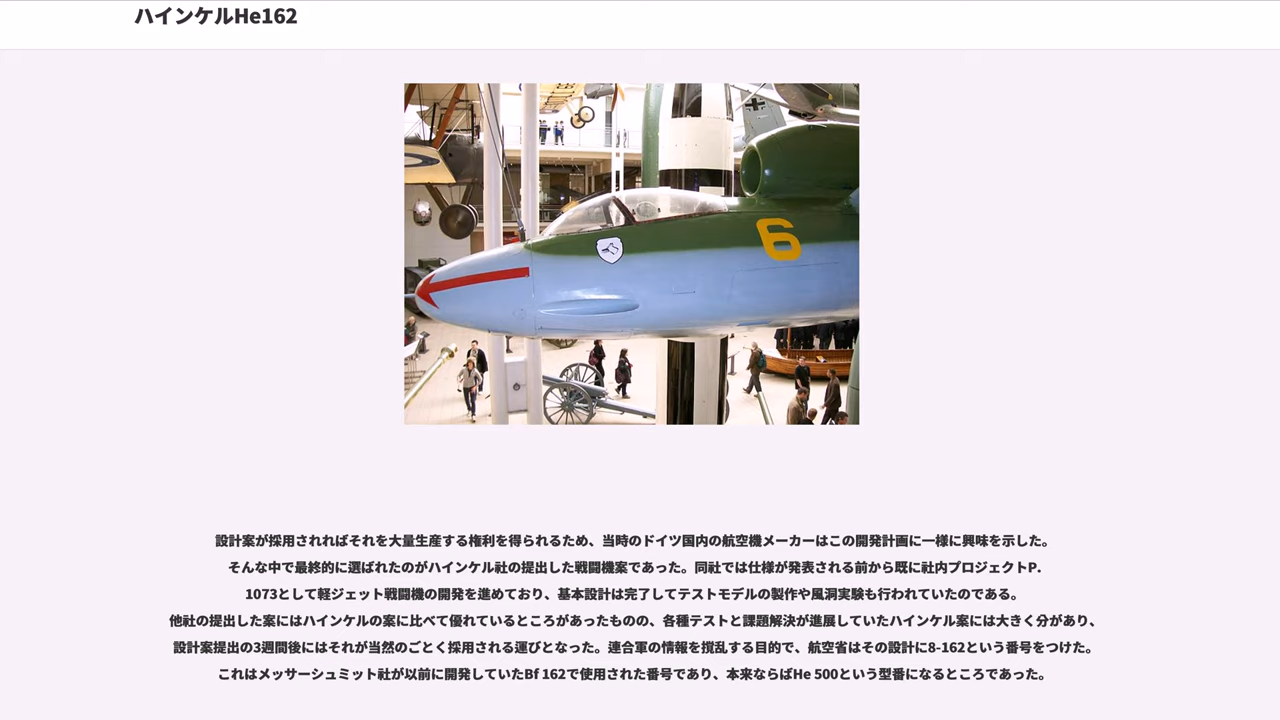 ハインケルHe162
6
設計案が採用されればそれを大量生産する権利を得られるため、当時のドイツ国内の航空機メーカーはこの開発計画に一様に興味を示した。
そんな中で最終的に選ばれたのがハインケル社の提出した戦闘機案であった。同社では仕様が発表される前から既に社内プロジェクトP.
1073として軽ジェット戦闘機の開発を進めており、基本設計は完了してテストモデルの製作や風洞実験も行われていたのである。
他社の提出した案にはハインケルの案に比べて優れているところがあったものの、各種テストと課題解決が進展していたハインケル案には大きく分があり、
設計案提出の3週間後にはそれが当然のごとく採用される運びとなった。連合軍の情報を撹乱する目的で、航空省はその設計に8-162という番号をつけた。
これはメッサーシュミット社が以前に開発していたBf 162で使用された番号であり、本来ならばHe 500という型番になるところであった。